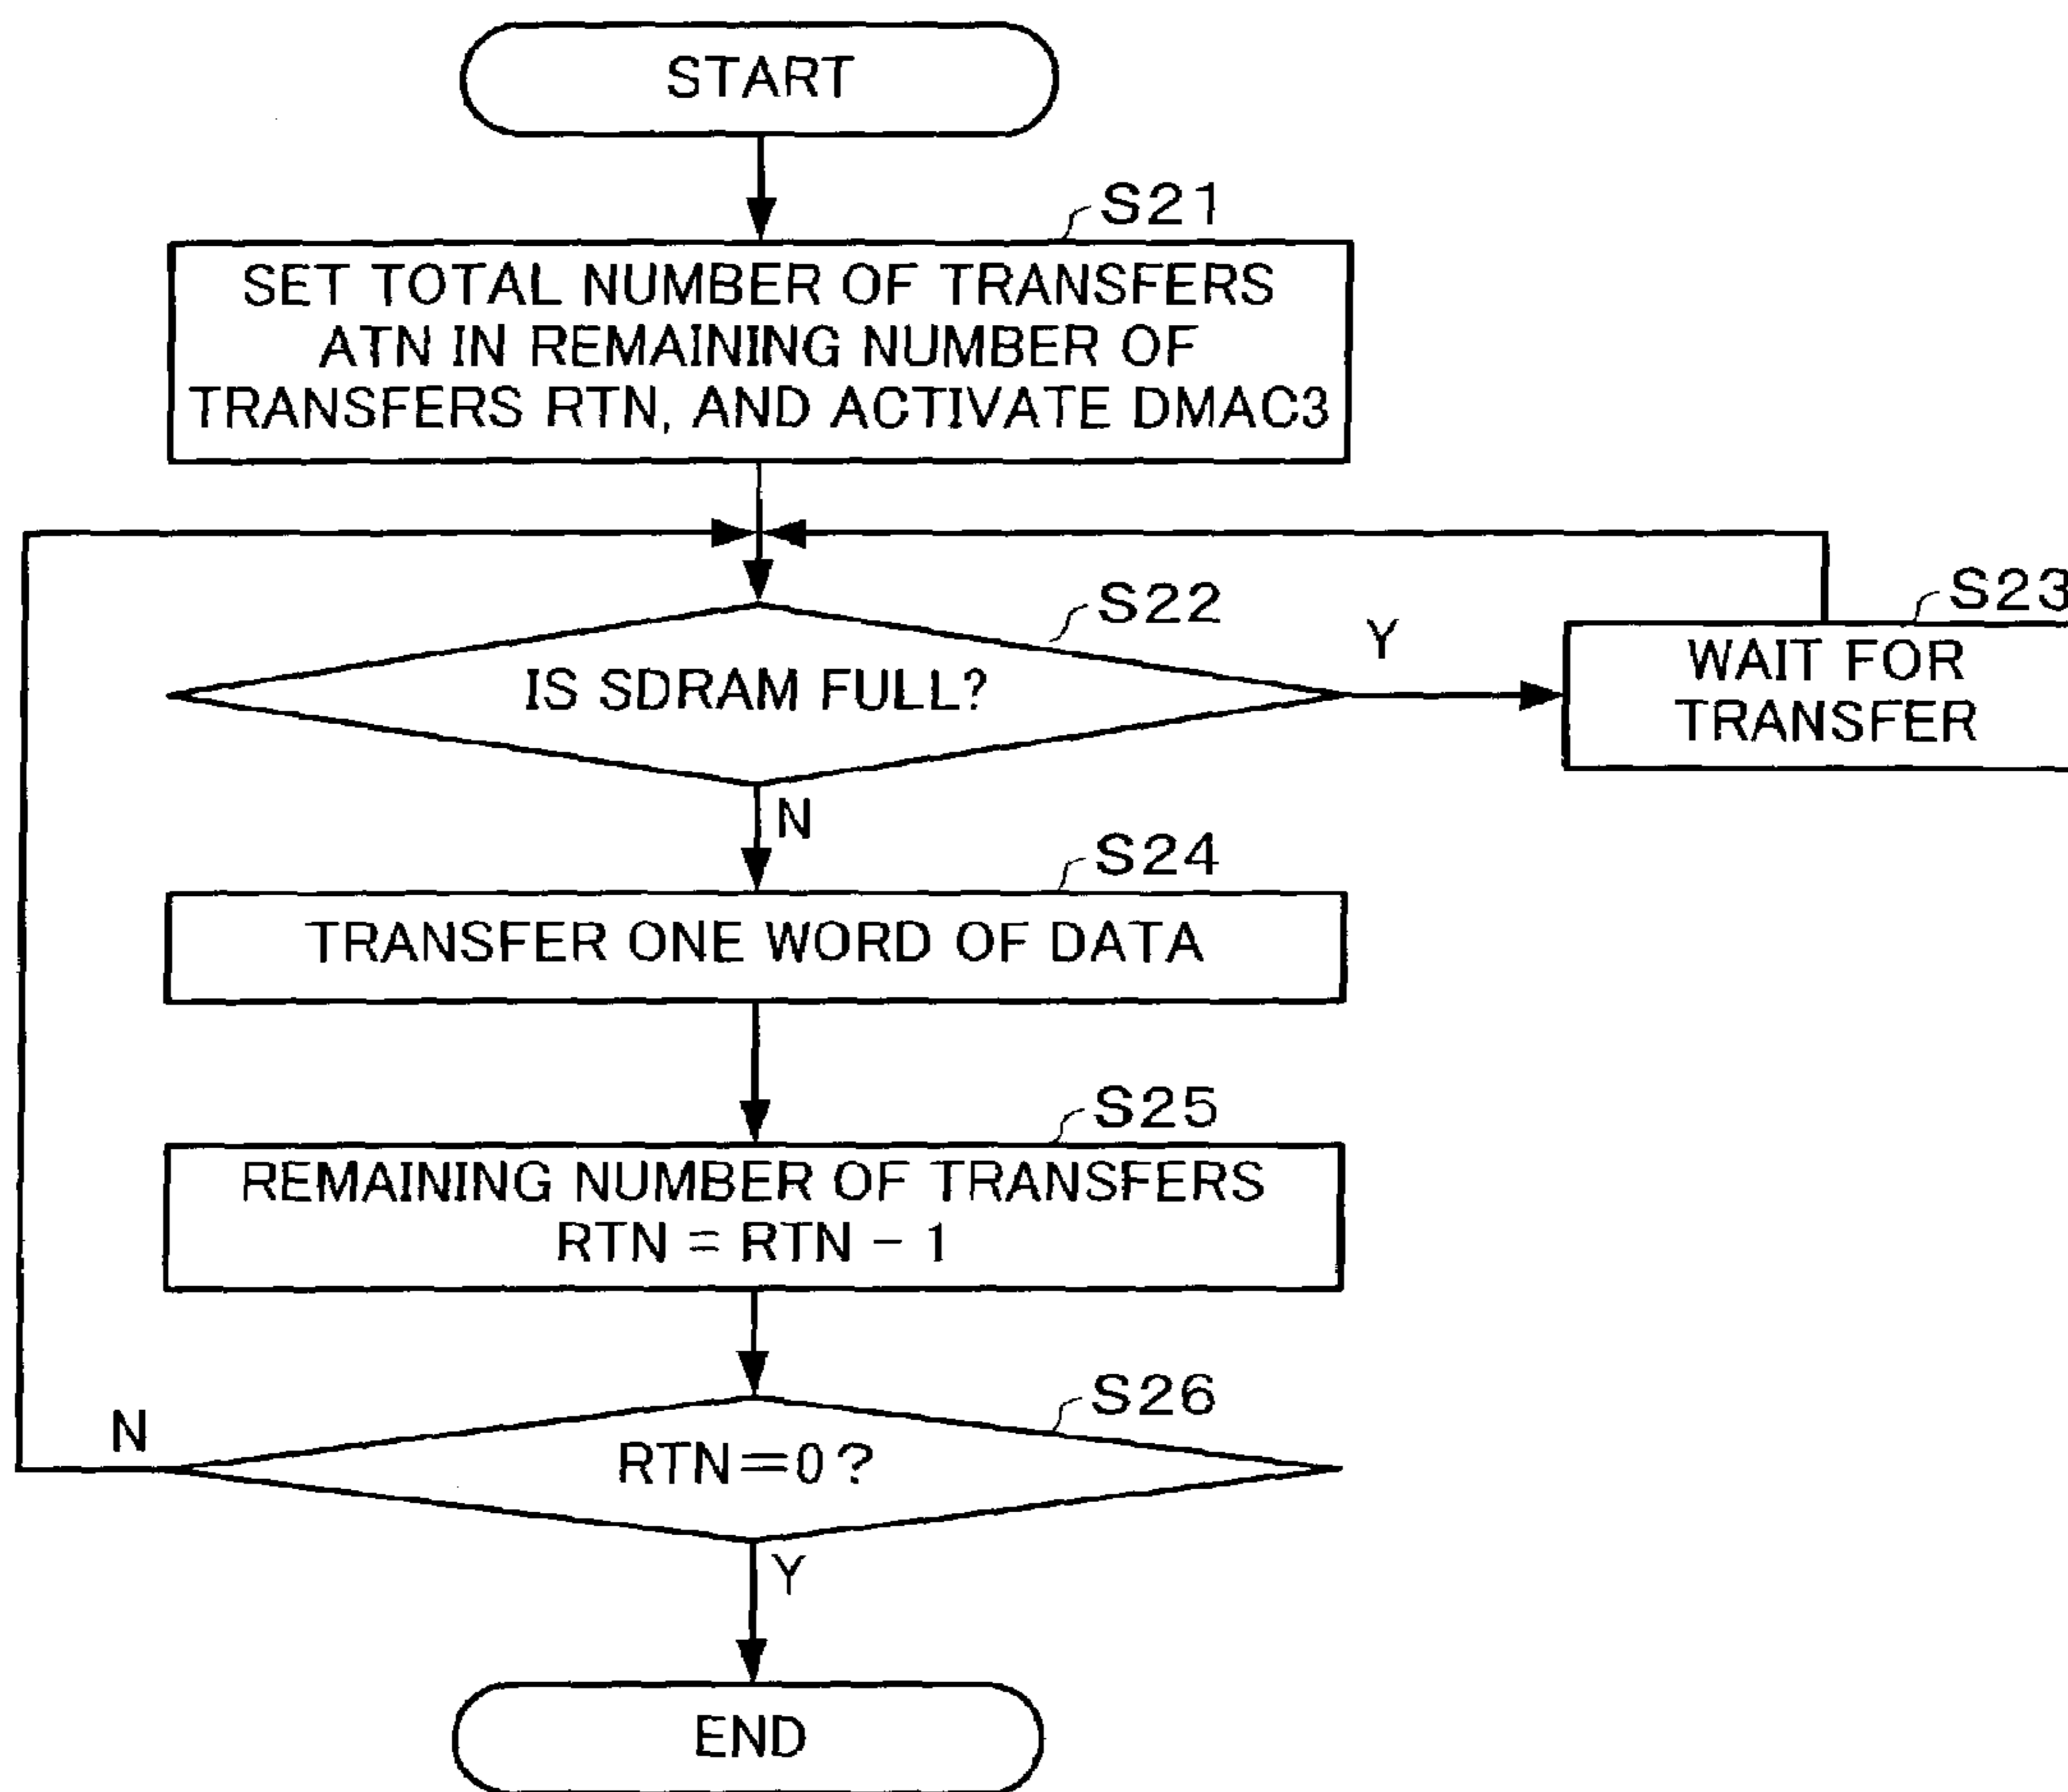 START
S21
SET TOTAL NUMBER OF TRANSFERS
ATN IN REMAINING NUMBER OF
TRANSFERS RTN, AND ACTIVATE DMAC3
S22
IS SDRAM FULL?
Y
S23
WAIT FOR
TRANSFER
N
S24
TRANSFER ONE WORD OF DATA
S25
REMAINING NUMBER OF TRANSFERS
RTN = RTN − 1
S26
RTN=0?
N
Y
END